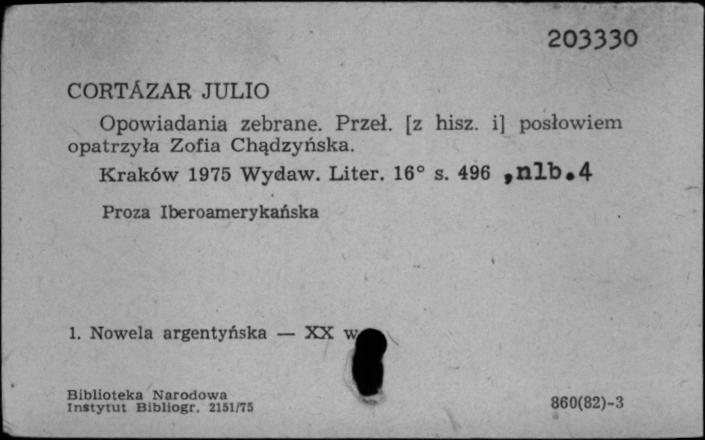 203330
CORTÁZAR JULIO
Opowiadania zebrane. Przeł. [z hisz. i] posłowiem
opatrzyła Zofia Chądzyńska.
Kraków 1975 Wydaw. Liter. 16° s. 496 ,nlb.4
Proza Iberoamerykańska
1. Nowela argentyńska — XX w
Biblioteka Narodowa
Instytut Bibliogr. 2151/75
860(82)-3